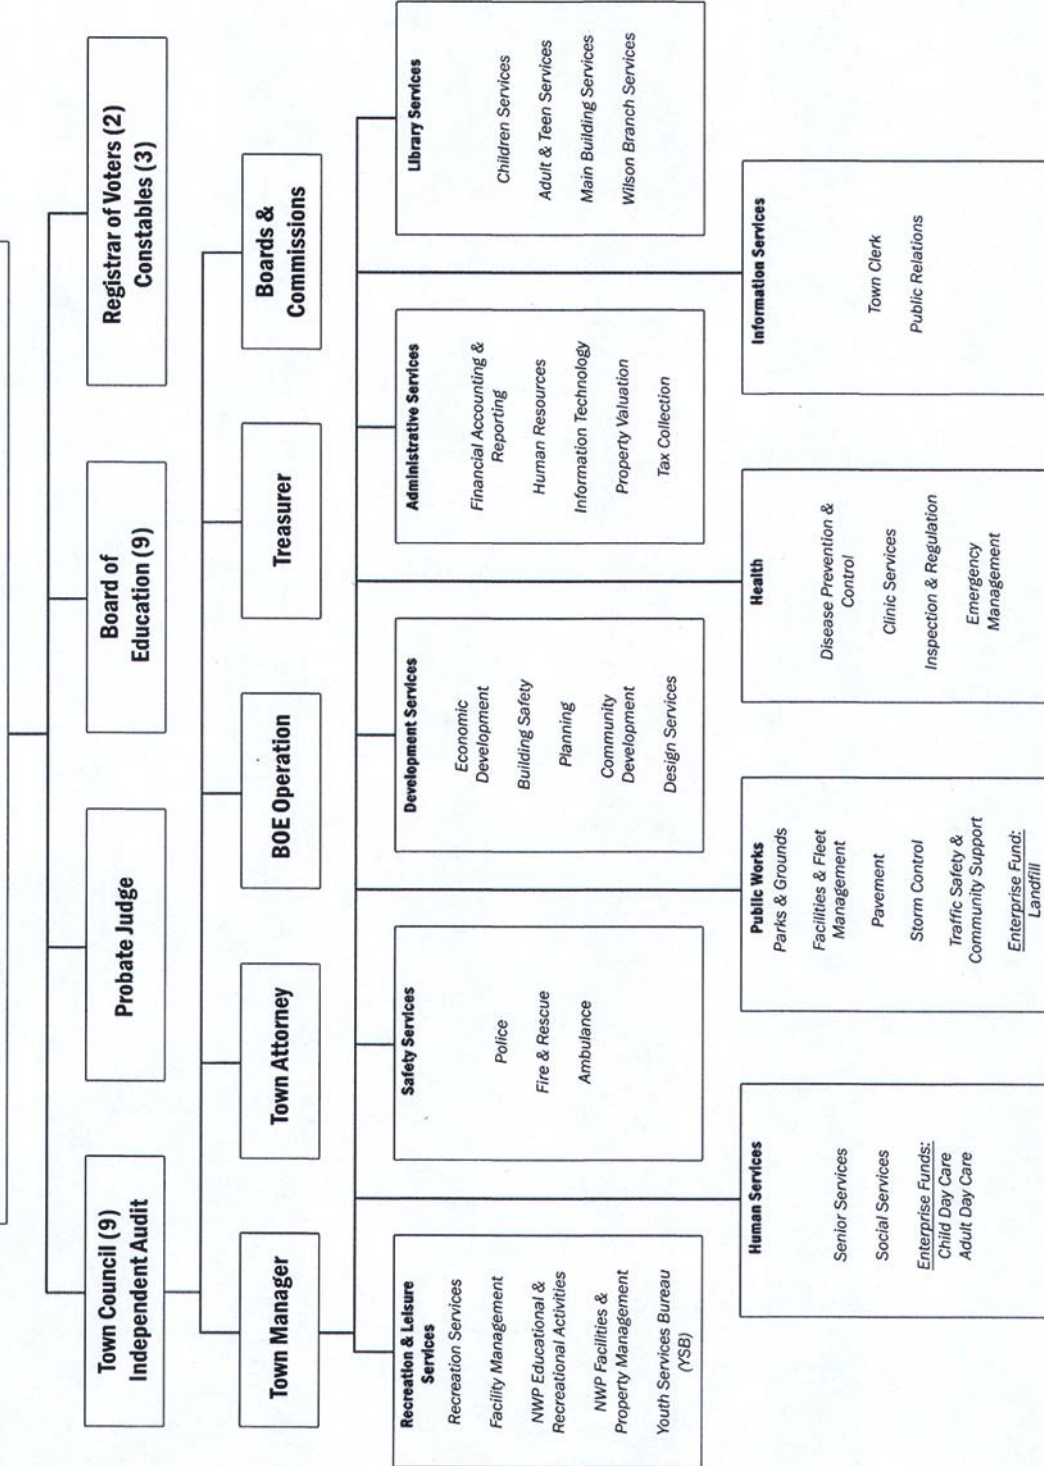 Town Council (9)
Independent Audit
Probate Judge
Board of
Education (9)
Registrar of Voters (2)
Constables (3)
Town Manager
Town Attorney
BOE Operation
Treasurer
Boards &
Commissions
Recreation & Leisure
Services
Recreation Services
Facility Management
NWP Educational &
Recreational Activities
NWP Facilities &
Property Management
Youth Services Bureau
(YSB)
Safety Services
Police
Fire & Rescue
Ambulance
Development Services
Economic
Development
Building Safety
Planning
Community
Development
Design Services
Administrative Services
Financial Accounting &
Reporting
Human Resources
Information Technology
Property Valuation
Tax Collection
Library Services
Children Services
Adult & Teen Services
Main Building Services
Wilson Branch Services
Human Services
Senior Services
Social Services
Enterprise Funds:
Child Day Care
Adult Day Care
Public Works
Parks & Grounds
Facilities & Fleet
Management
Pavement
Storm Control
Traffic Safety &
Community Support
Enterprise Fund:
Landfill
Health
Disease Prevention &
Control
Clinic Services
Inspection & Regulation
Emergency
Management
Information Services
Town Clerk
Public Relations